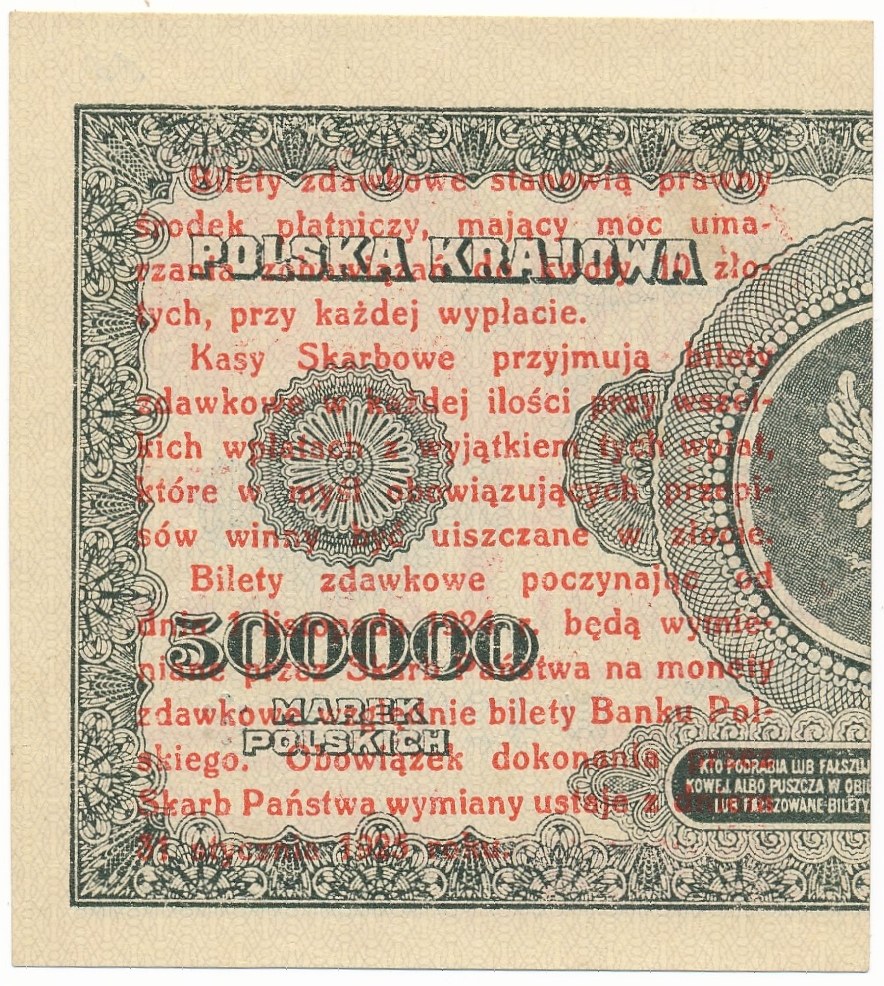 Bilety zdawkowe stanowią prawny
środek płatniczy, mający moc uma-
POLSKA KRAJOWA
rzania zobowiązań do kwoty 10 zło-
tych, przy każdej wypłacie.
Kasy Skarbowe przyjmują bilety
zdawkowe w każdej ilości przy wszel-
kich wpłatach z wyjątkiem tych wpłat,
które w myśl obowiązujących przepi-
sów winny być uiszczane w złocie.
Bilety zdawkowe poczynając od
dnia 1 listopada 1924 r. będą wymie-
500000
niane przez Skarb Państwa na monety
zdawkowe względnie bilety Banku Pol-
MAREK
POLSKICH
skiego. Obowiązek dokonania przez
Skarb Państwa wymiany ustaje z dniem
31 stycznia 1925 roku.
KTO PODRABIA LUB FAŁSZUJ
KOWEJ ALBO PUSZCZA W OBIE
LUB FAŁSZOWANE BILETY